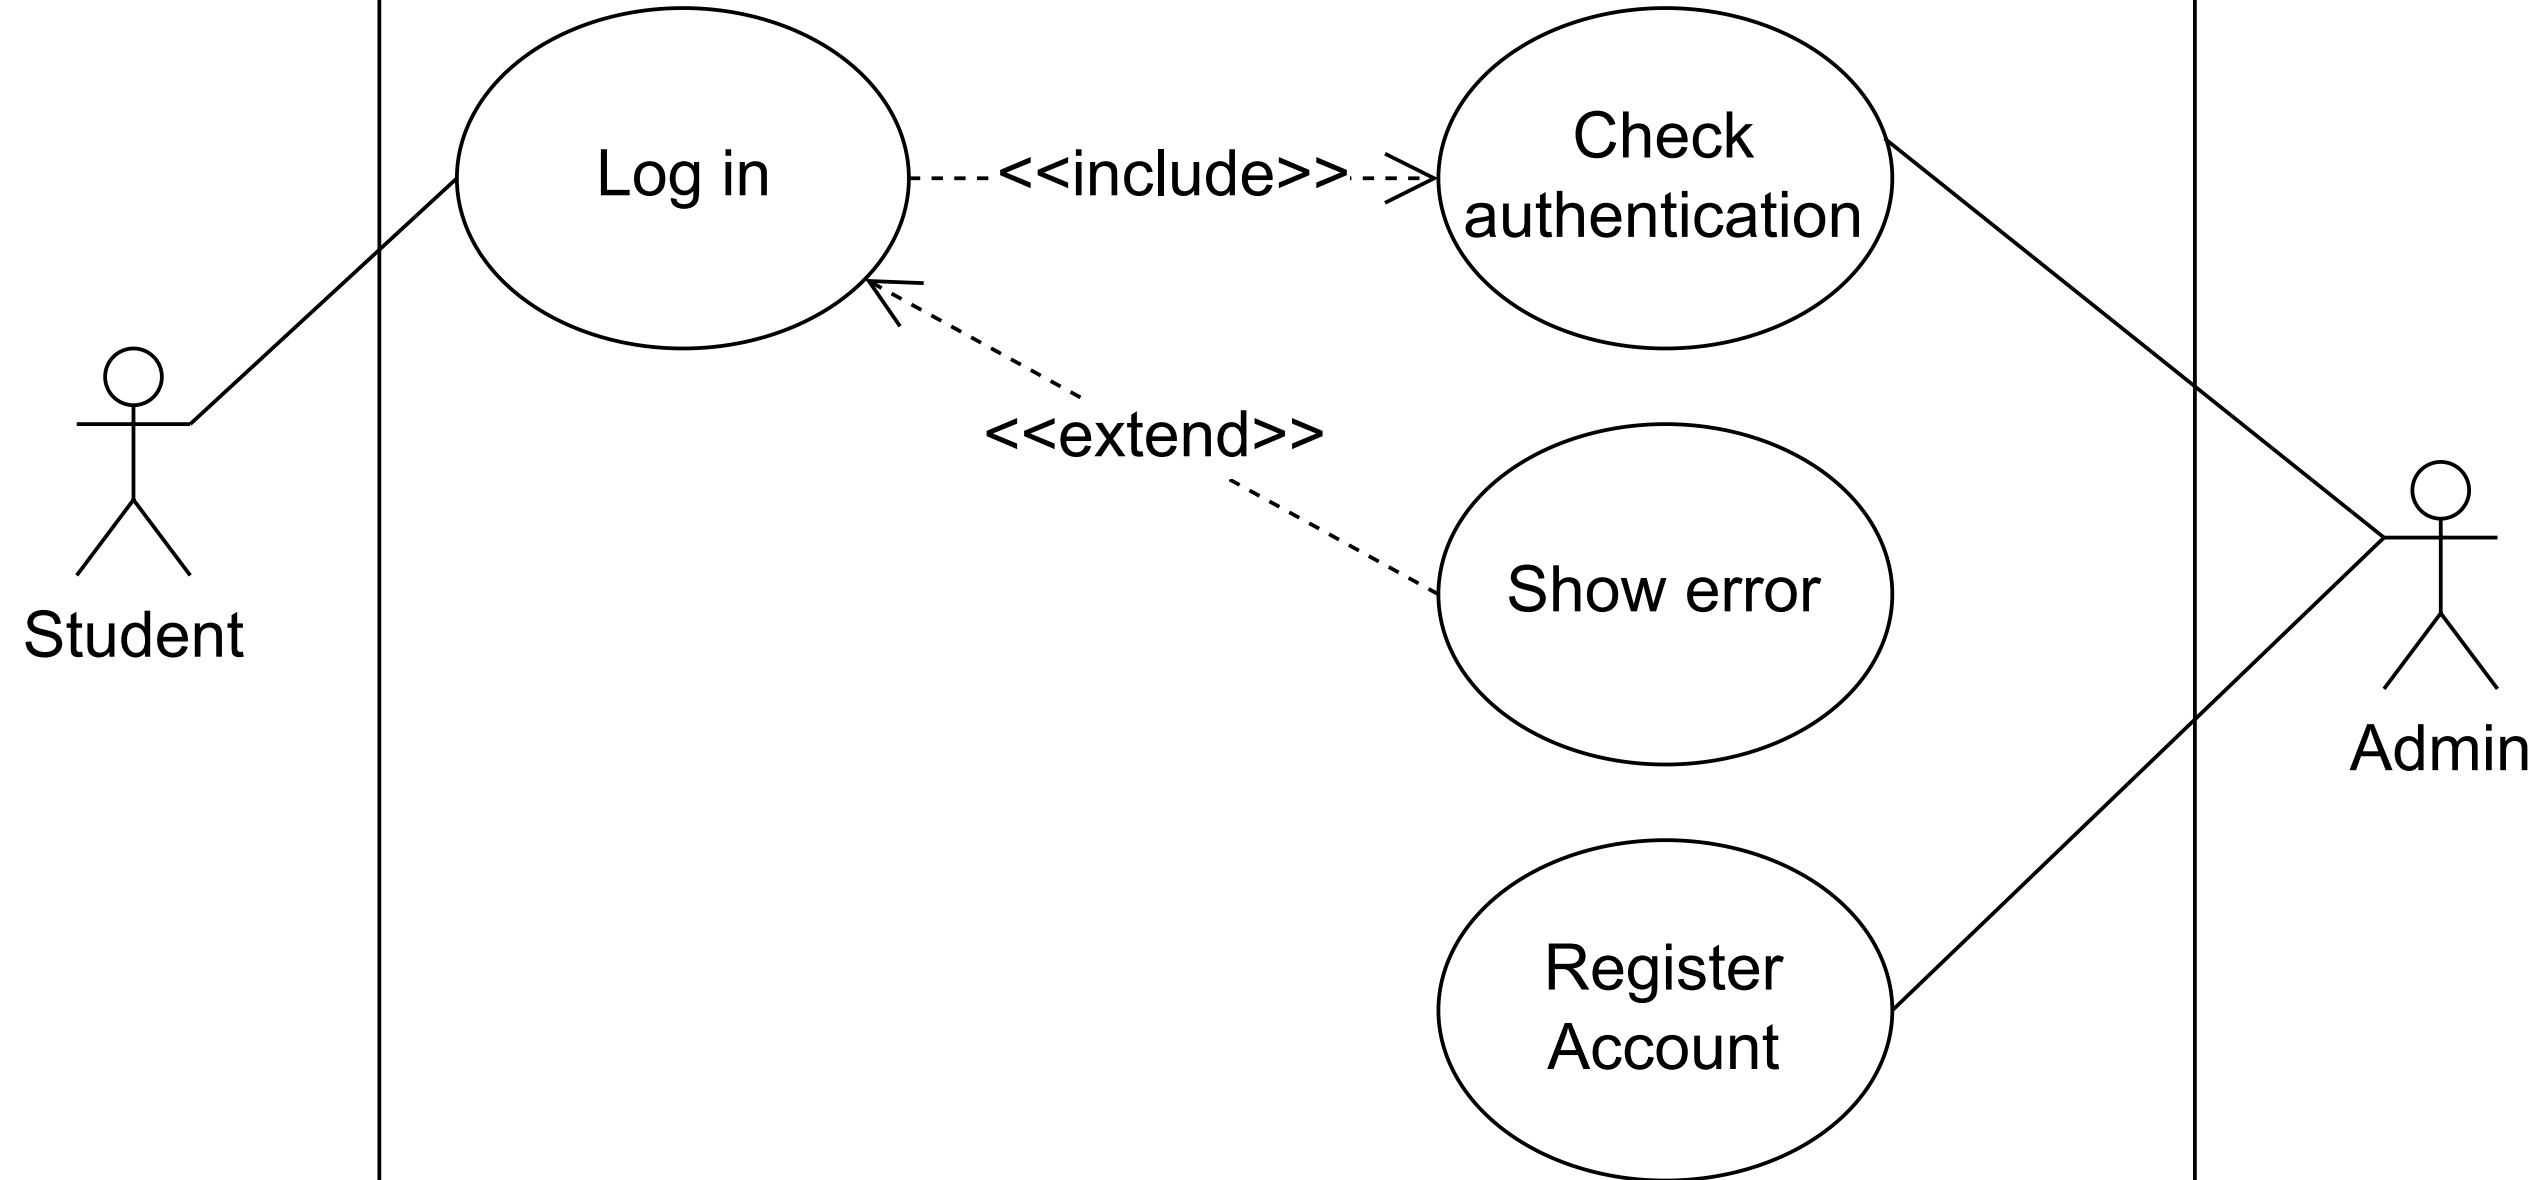 Log in
<<include>>
Check
authentication
<<extend>>
Show error
Student
Admin
Register
Account